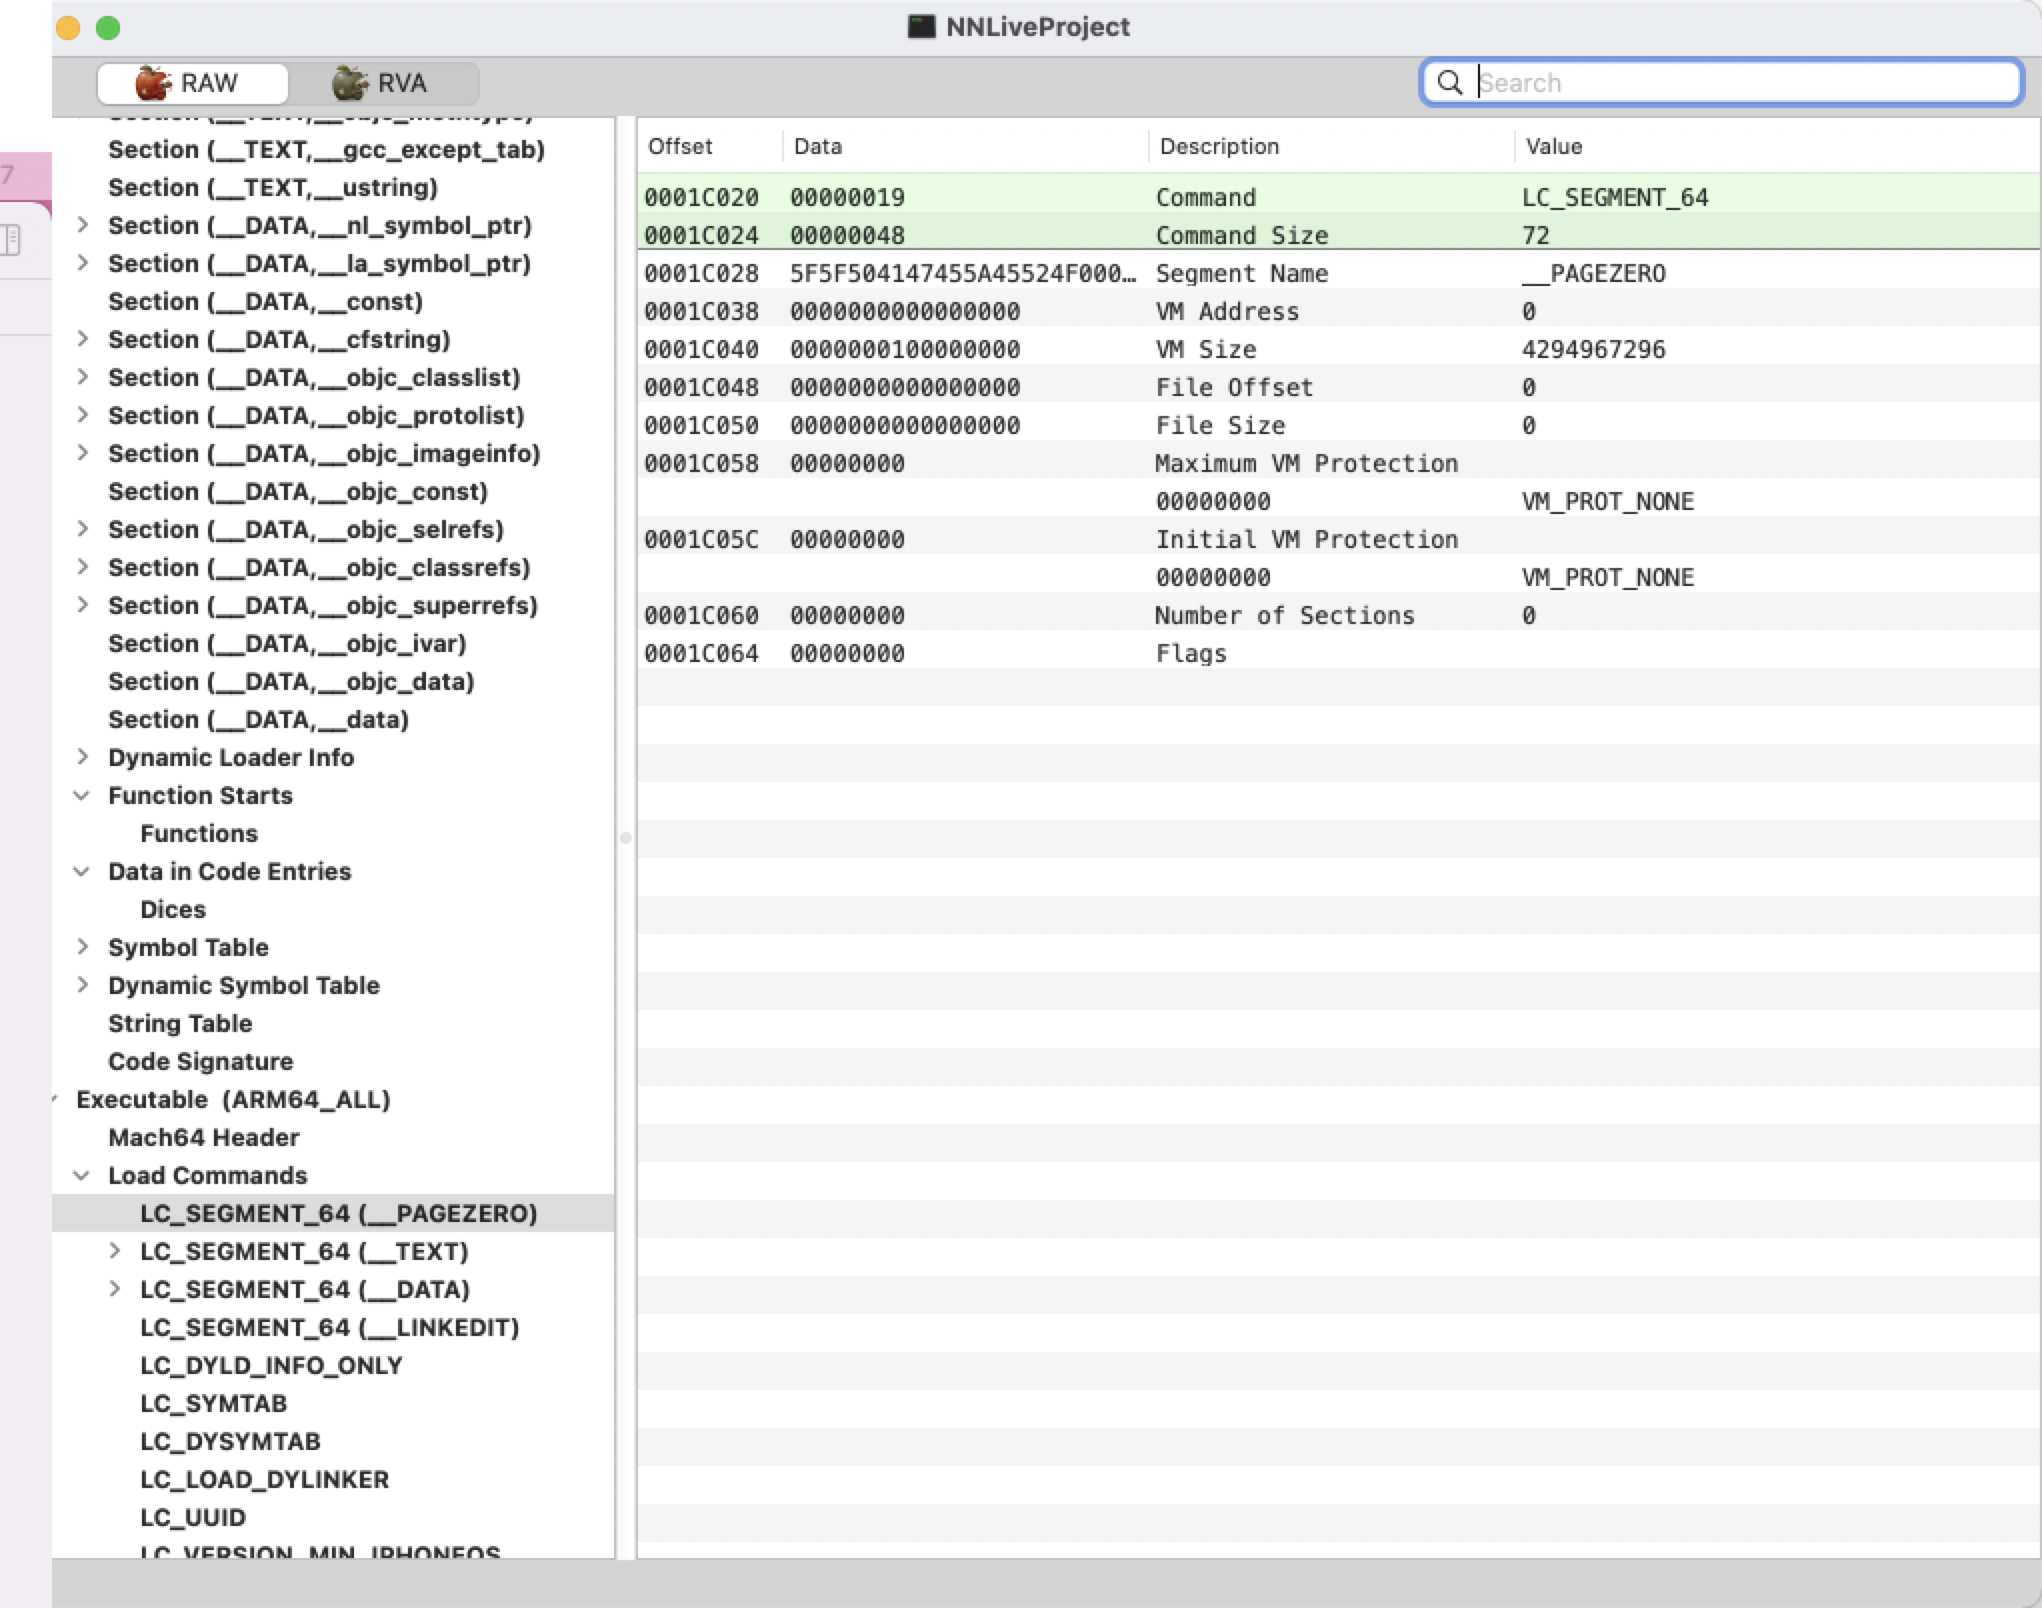 NNLiveProject
RAW RVA Search
7
Section (__TEXT,__objc_methtype)
Section (__TEXT,__gcc_except_tab)
Section (__TEXT,__ustring)
Section (__DATA,__nl_symbol_ptr)
Section (__DATA,__la_symbol_ptr)
Section (__DATA,__const)
Section (__DATA,__cfstring)
Section (__DATA,__objc_classlist)
Section (__DATA,__objc_protolist)
Section (__DATA,__objc_imageinfo)
Section (__DATA,__objc_const)
Section (__DATA,__objc_selrefs)
Section (__DATA,__objc_classrefs)
Section (__DATA,__objc_superrefs)
Section (__DATA,__objc_ivar)
Section (__DATA,__objc_data)
Section (__DATA,__data)
Dynamic Loader Info
Function Starts
Functions
Data in Code Entries
Dices
Symbol Table
Dynamic Symbol Table
String Table
Code Signature
Executable (ARM64_ALL)
Mach64 Header
Load Commands
LC_SEGMENT_64 (__PAGEZERO)
LC_SEGMENT_64 (__TEXT)
LC_SEGMENT_64 (__DATA)
LC_SEGMENT_64 (__LINKEDIT)
LC_DYLD_INFO_ONLY
LC_SYMTAB
LC_DYSYMTAB
LC_LOAD_DYLINKER
LC_UUID
LC_VERSION_MIN_IPHONEOS
Offset Data Description Value
0001C020 00000019 Command LC_SEGMENT_64
0001C024 00000048 Command Size 72
0001C028 5F5F504147455A45524F000… Segment Name __PAGEZERO
0001C038 0000000000000000 VM Address 0
0001C040 0000000100000000 VM Size 4294967296
0001C048 0000000000000000 File Offset 0
0001C050 0000000000000000 File Size 0
0001C058 00000000 Maximum VM Protection
00000000 VM_PROT_NONE
0001C05C 00000000 Initial VM Protection
00000000 VM_PROT_NONE
0001C060 00000000 Number of Sections 0
0001C064 00000000 Flags